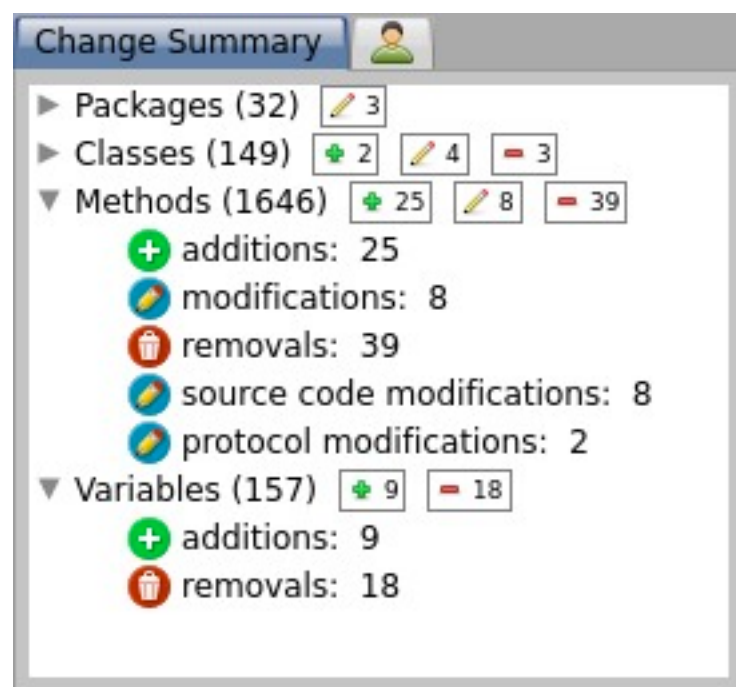 Change Summary
Packages (32) 3
Classes (149) 2 4 3
Methods (1646) 25 8 39
additions: 25
modifications: 8
removals: 39
source code modifications: 8
protocol modifications: 2
Variables (157) 9 18
additions: 9
removals: 18